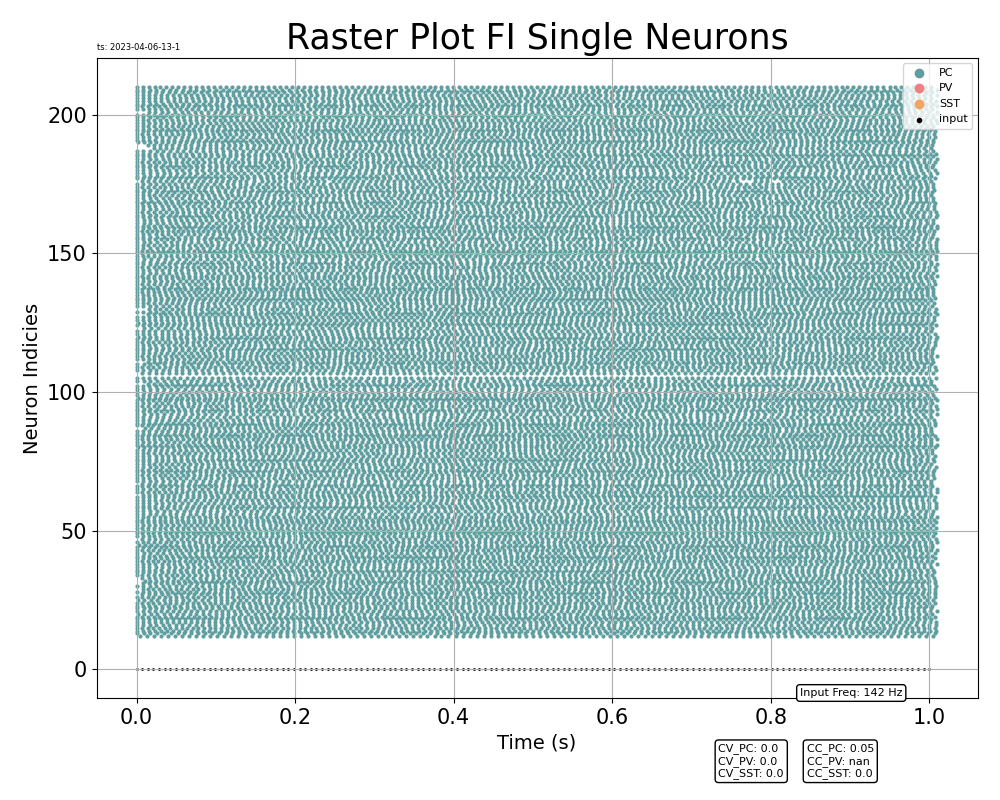 Raster Plot FI Single Neurons
ts: 2023-04-06-13-1
PC
PV
SST
input
200
150
100
50
0
Neuron Indicies
0.0 0.2 0.4 0.6 0.8 1.0
Input Freq: 142 Hz
Time (s)
CV_PC: 0.0
CV_PV: 0.0
CV_SST: 0.0
CC_PC: 0.05
CC_PV: nan
CC_SST: 0.0